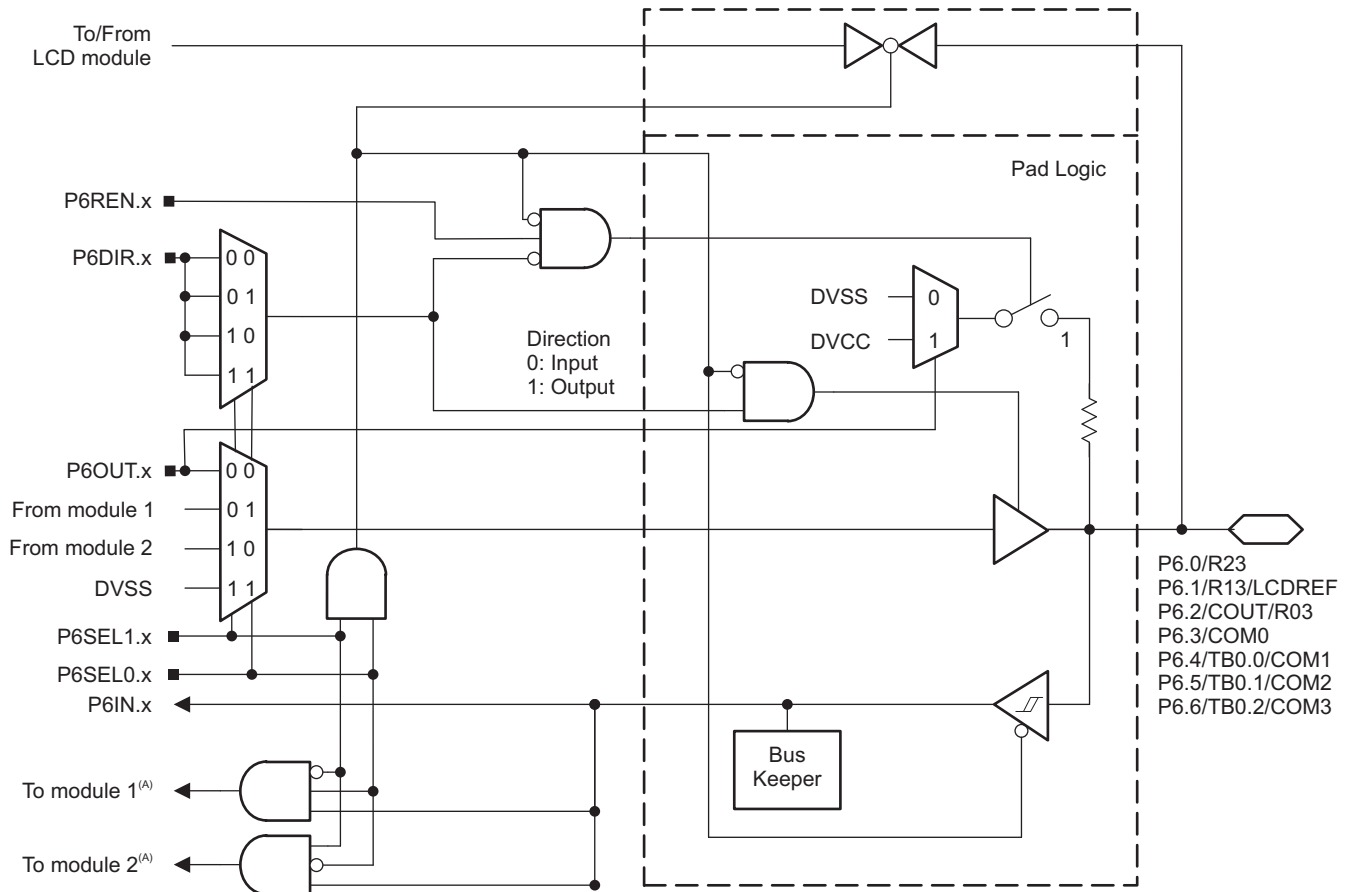 To/From
LCD module
Pad Logic
P6REN.x
P6DIR.x
0 0
0 1
1 0
1 1
Direction
0: Input
1: Output
DVSS
DVCC
0
1
1
P6OUT.x
From module 1
From module 2
DVSS
0 0
0 1
1 0
1 1
P6SEL1.x
P6SEL0.x
P6IN.x
P6.0/R23
P6.1/R13/LCDREF
P6.2/COUT/R03
P6.3/COM0
P6.4/TB0.0/COM1
P6.5/TB0.1/COM2
P6.6/TB0.2/COM3
Bus
Keeper
To module 1(A)
To module 2(A)